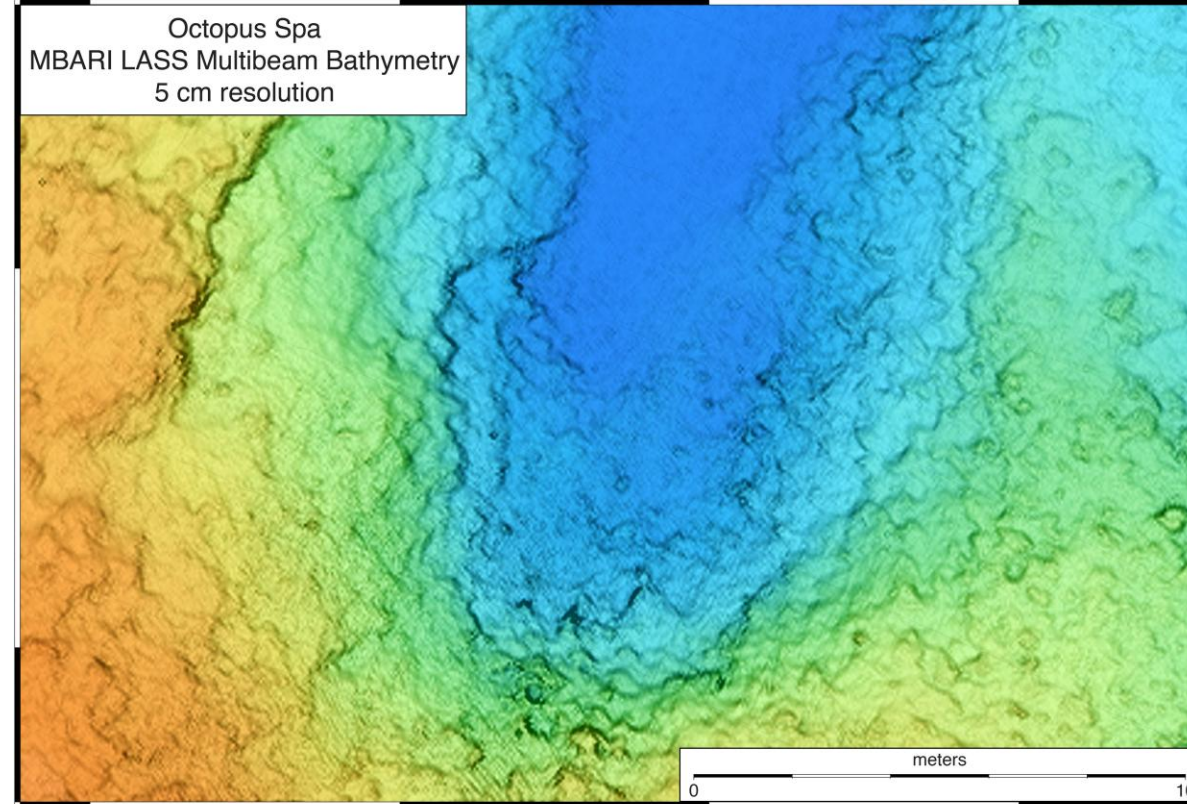 Octopus Spa
MBARI LASS Multibeam Bathymetry
5 cm resolution
meters
0